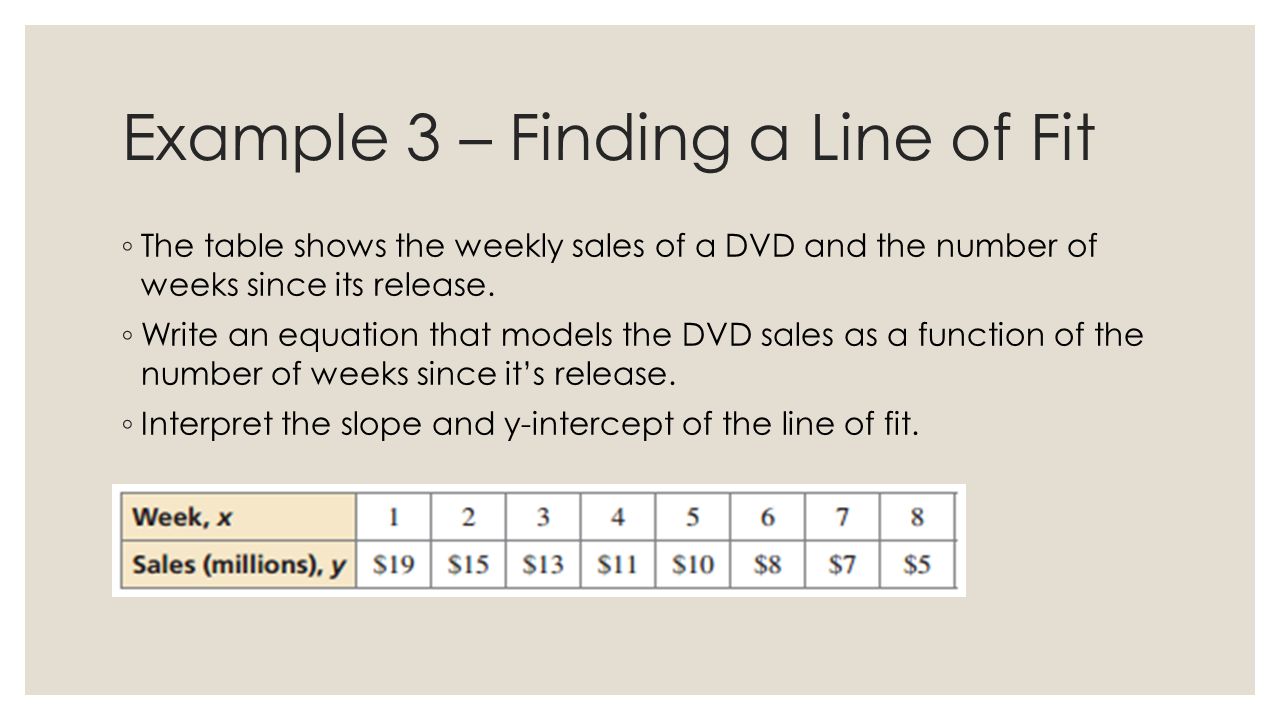 Example 3 – Finding a Line of Fit
◦ The table shows the weekly sales of a DVD and the number of
weeks since its release.
◦ Write an equation that models the DVD sales as a function of the
number of weeks since it’s release.
◦ Interpret the slope and y-intercept of the line of fit.
Week, x 1 2 3 4 5 6 7 8
Sales (millions), y $19 $15 $13 $11 $10 $8 $7 $5